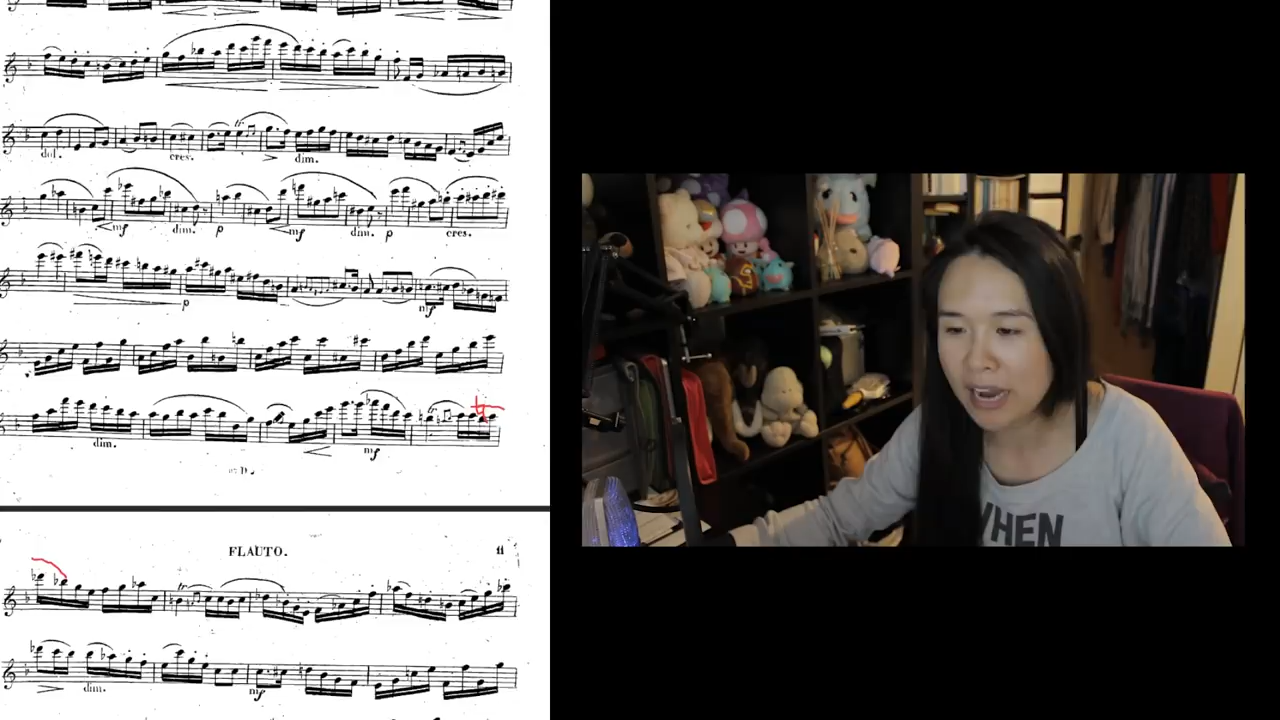 dol.
cres.
dim.
mf
dim.
p
mf
dim.
p
cres.
p
mf
dim.
mf
FLAUTO.
11
dim.
mf
WHEN